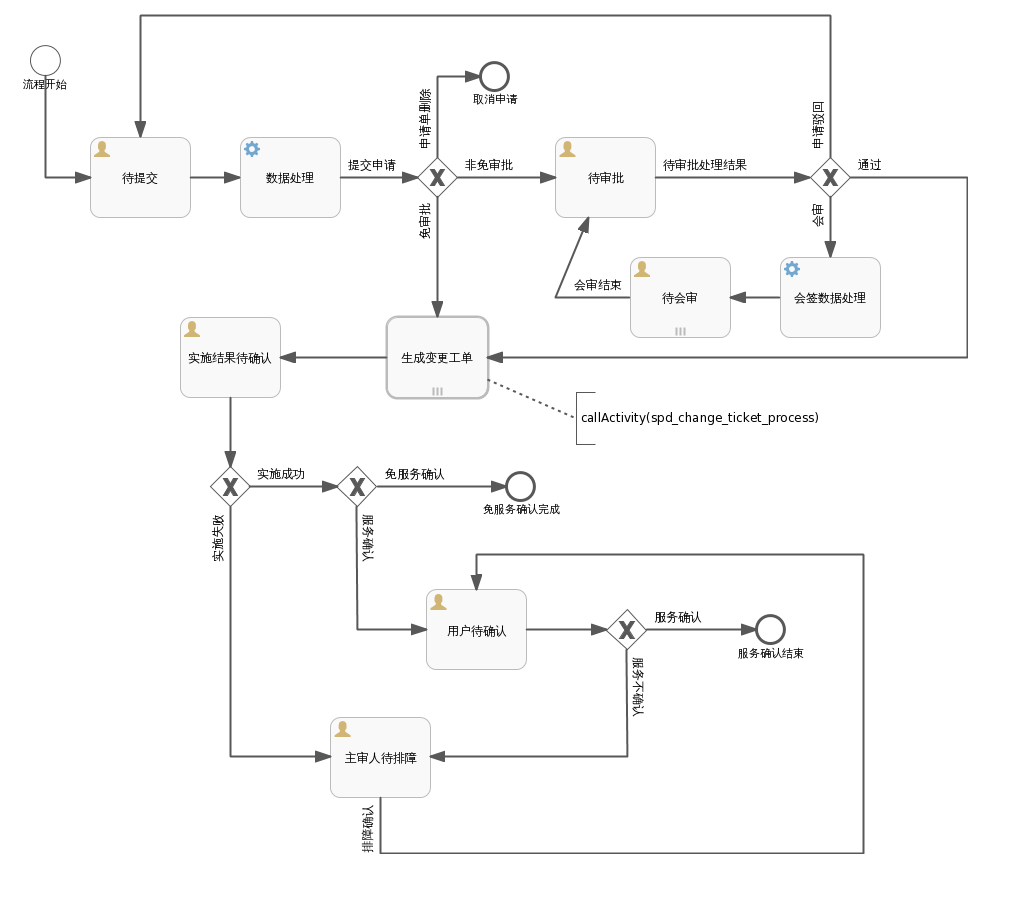 流程开始
取消申请
申请单删除
申请驳回
待提交
数据处理
提交申请
非免审批
待审批
待审批处理结果
通过
免审批
会审
会审结束
待会审
会签数据处理
实施结果待确认
生成变更工单
callActivity(spd_change_ticket_process)
实施成功
免服务确认
免服务确认完成
实施失败
服务确认
用户待确认
服务确认
服务确认结束
服务不确认
主审人待排障
排障确认